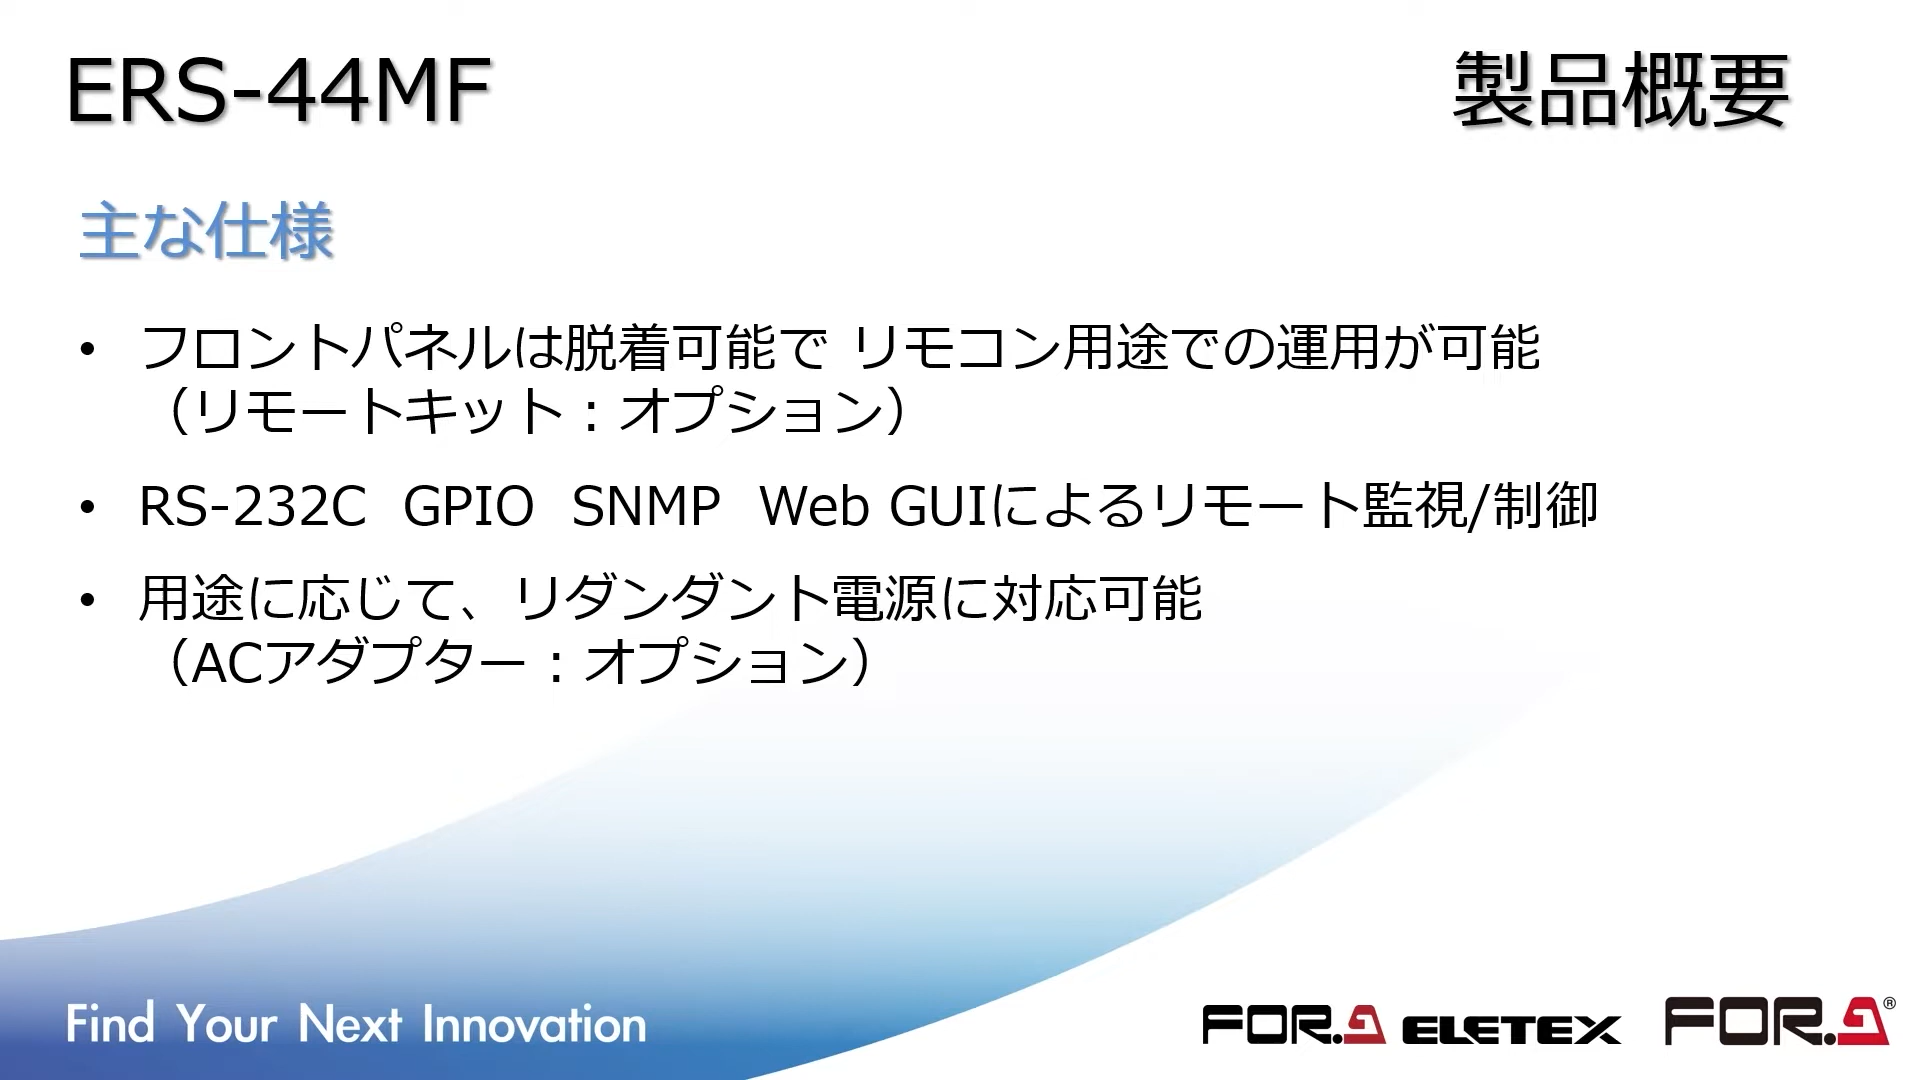 ERS-44MF
製品概要
主な仕様
• フロントパネルは脱着可能で リモコン用途での運用が可能
（リモートキット：オプション）
• RS-232C GPIO SNMP Web GUIによるリモート監視/制御
• 用途に応じて、リダンダント電源に対応可能
（ACアダプター：オプション）
Find Your Next Innovation
FOR.A ELETEX
FOR.A®